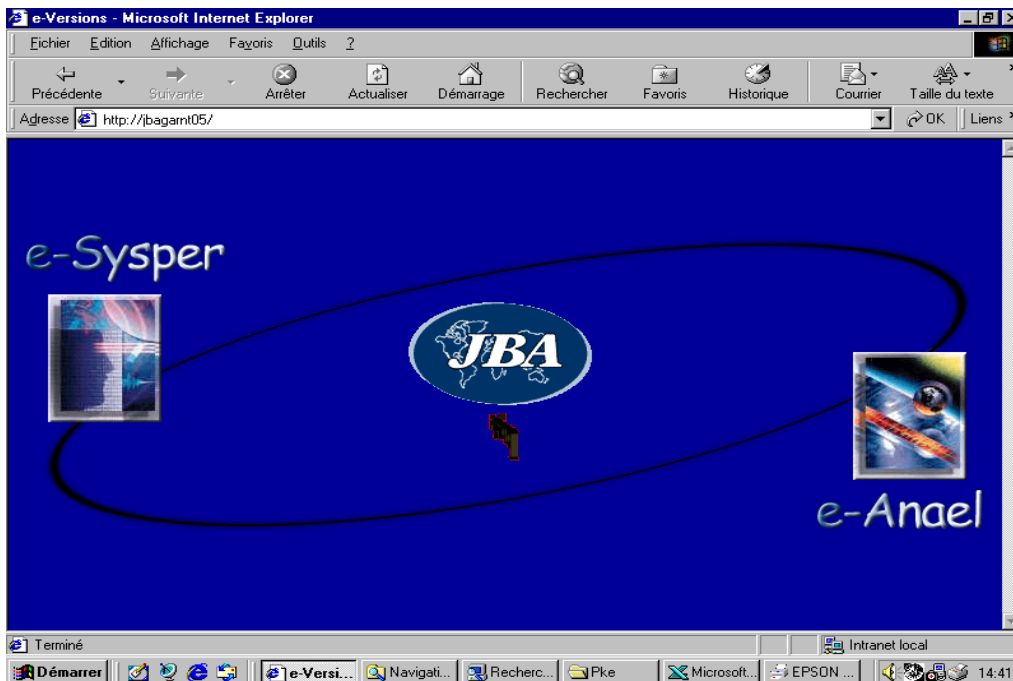 e-Versions - Microsoft Internet Explorer
Fichier Edition Affichage Favoris Outils ?
Précédente Suivante Arrêter Actualiser Démarrage Rechercher Favoris Historique Courrier Taille du texte
Adresse http://jbagarnt05/ OK Liens
e-Sysper
JBA
e-Anael
Terminé Intranet local
Démarrer e-Versi... Navigati... Recherc... Pke Microsoft... EPSON ... 14:41